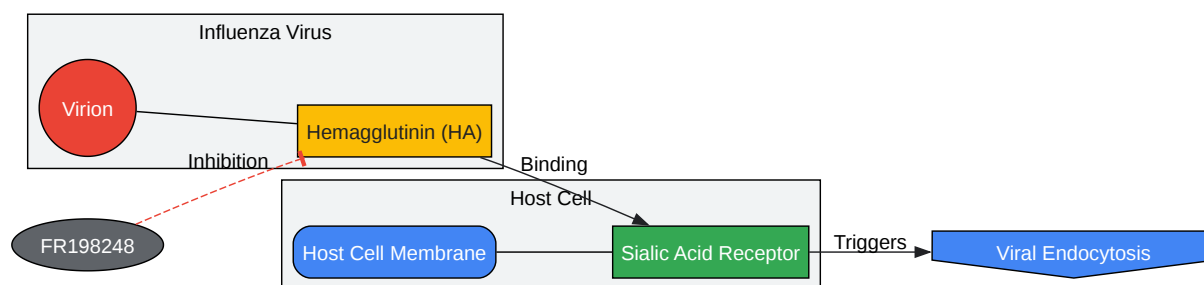 Influenza Virus
Virion
Hemagglutinin (HA)
Inhibition
Binding
Host Cell
FR198248
Host Cell Membrane
Sialic Acid Receptor
Triggers
Viral Endocytosis